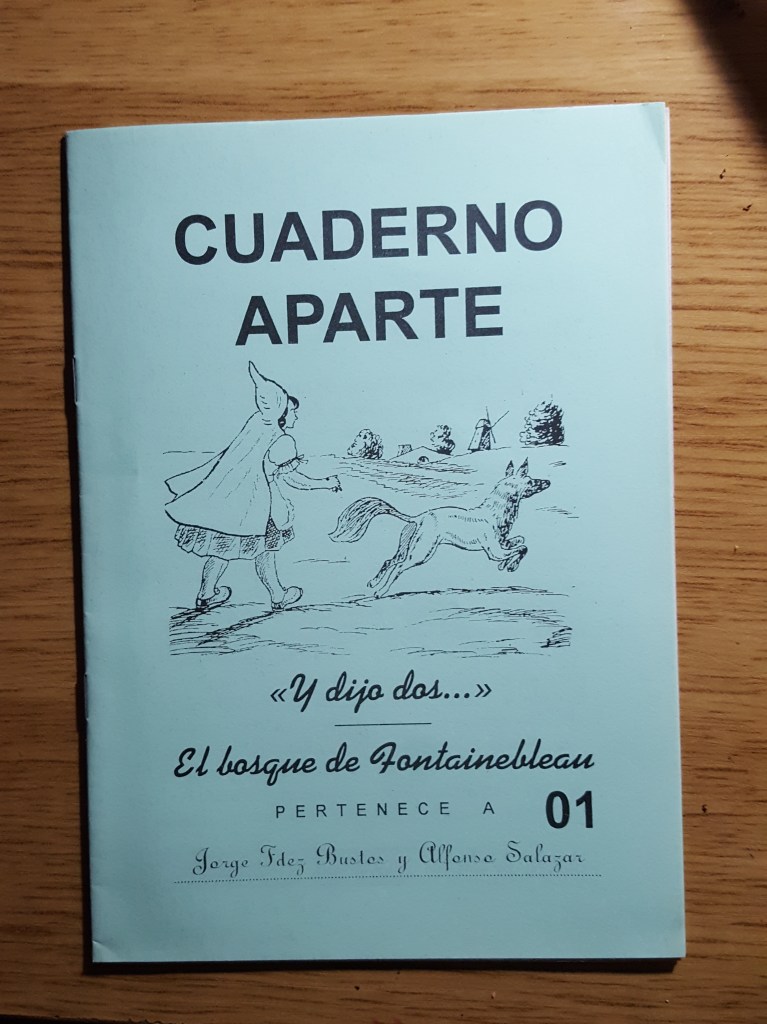 CUADERNO
APARTE
«Y dijo dos...»
El bosque de Fontainebleau
PERTENECE A 01
Jorge Fdez Bustos y Alfonso Salazar